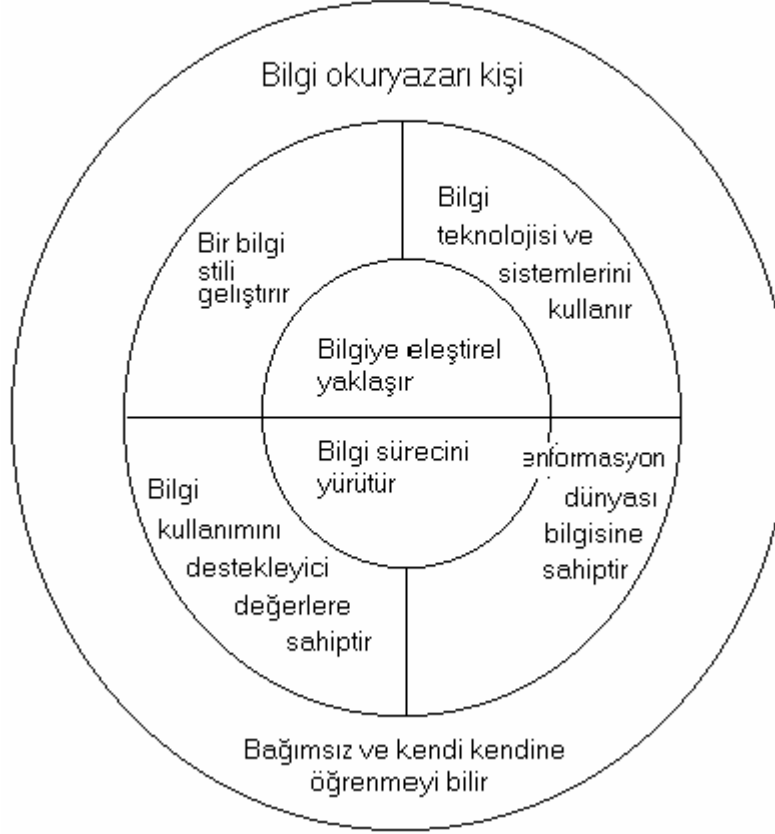 Bilgi okuryazarı kişi
Bir bilgi
stili
geliştirir
Bilgi
teknolojisi ve
sistemlerini
kullanır
Bilgiye eleştirel
yaklaşır
Bilgi sürecini
yürütür
Bilgi
kullanımını
destekleyici
değerlere
sahiptir
enformasyon
dünyası
bilgisine
sahiptir
Bağımsız ve kendi kendine
öğrenmeyi bilir